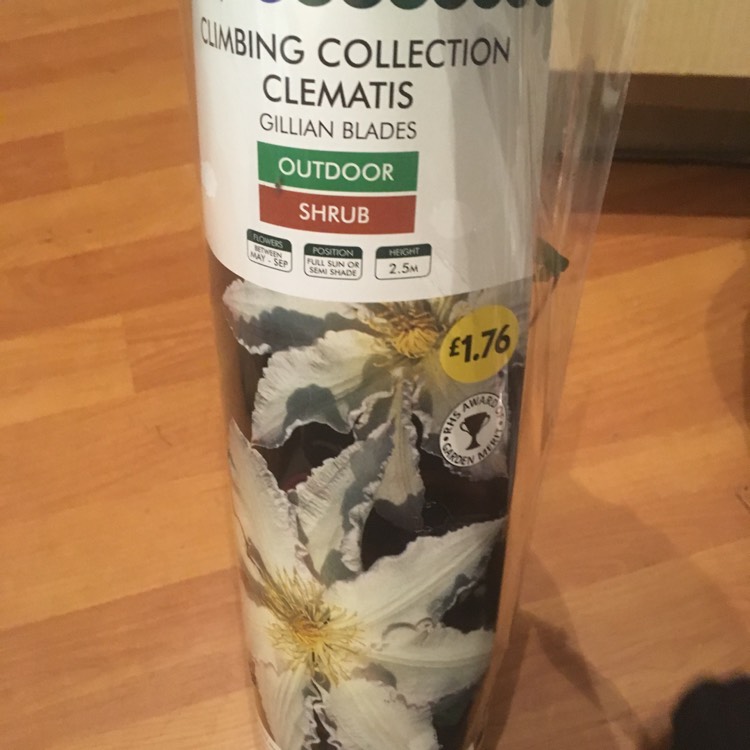 CLIMBING COLLECTION
CLEMATIS
GILLIAN BLADES
OUTDOOR
SHRUB
FLOWERS
BETWEEN
MAY - SEP
POSITION
FULL SUN OR
SEMI SHADE
HEIGHT
2.5M
£1.76
RHS AWARD OF
GARDEN MERIT